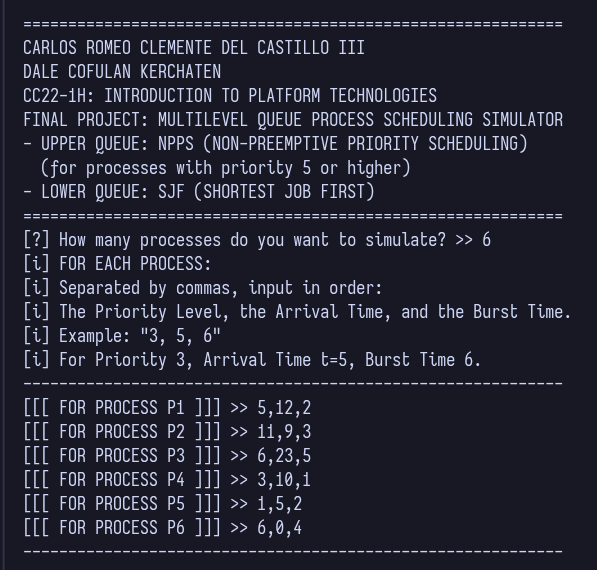 ============================================================
CARLOS ROMEO CLEMENTE DEL CASTILLO III
DALE COFULAN KERCHATEN
CC22-1H: INTRODUCTION TO PLATFORM TECHNOLOGIES
FINAL PROJECT: MULTILEVEL QUEUE PROCESS SCHEDULING SIMULATOR
- UPPER QUEUE: NPPS (NON-PREEMPTIVE PRIORITY SCHEDULING)
  (for processes with priority 5 or higher)
- LOWER QUEUE: SJF (SHORTEST JOB FIRST)
============================================================
[?] How many processes do you want to simulate? >> 6
[i] FOR EACH PROCESS:
[i] Separated by commas, input in order:
[i] The Priority Level, the Arrival Time, and the Burst Time.
[i] Example: "3, 5, 6"
[i] For Priority 3, Arrival Time t=5, Burst Time 6.
------------------------------------------------------------
[[[ FOR PROCESS P1 ]]] >> 5,12,2
[[[ FOR PROCESS P2 ]]] >> 11,9,3
[[[ FOR PROCESS P3 ]]] >> 6,23,5
[[[ FOR PROCESS P4 ]]] >> 3,10,1
[[[ FOR PROCESS P5 ]]] >> 1,5,2
[[[ FOR PROCESS P6 ]]] >> 6,0,4
------------------------------------------------------------